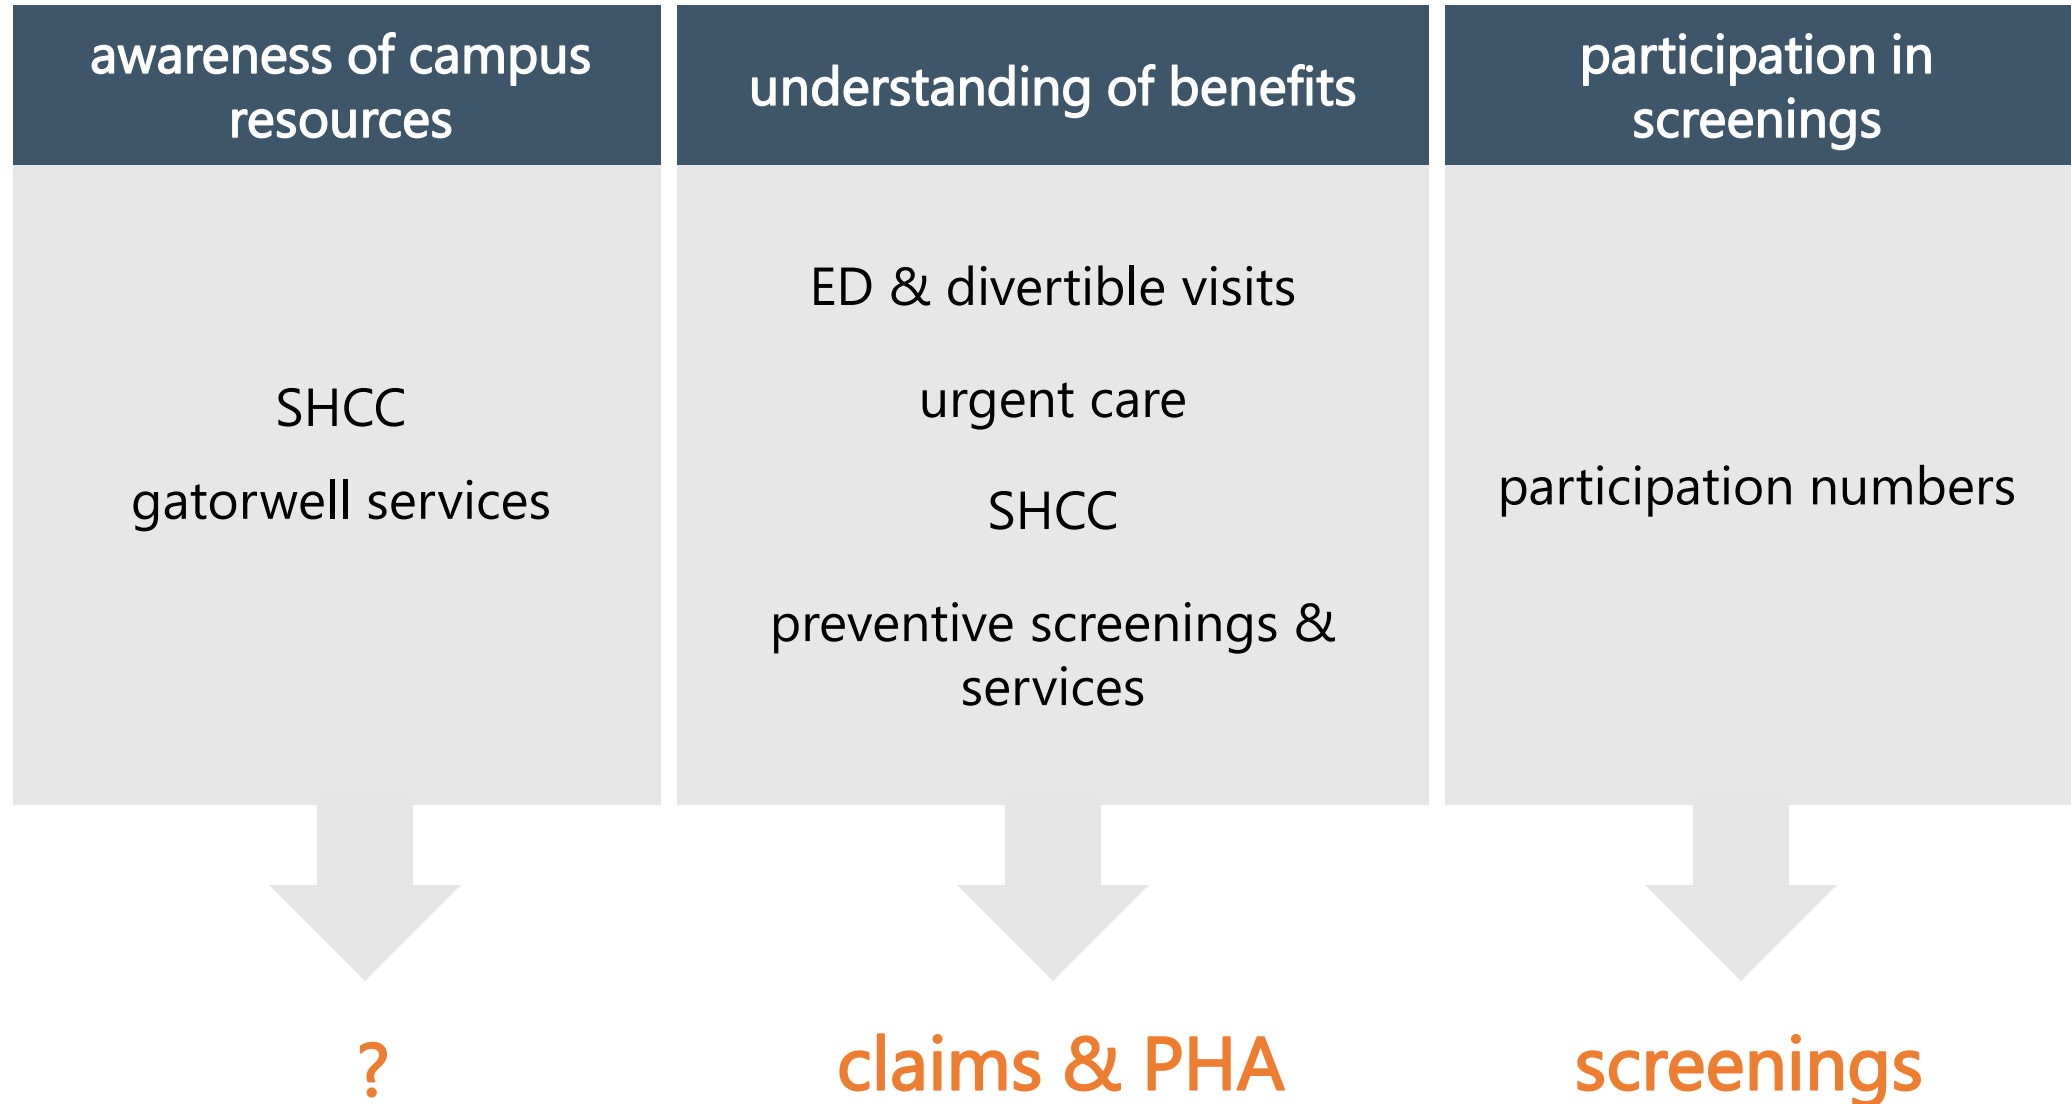 awareness of campus
resources
SHCC
gatorwell services
?
understanding of benefits
ED & divertible visits
urgent care
SHCC
preventive screenings &
services
claims & PHA
participation in
screenings
participation numbers
screenings